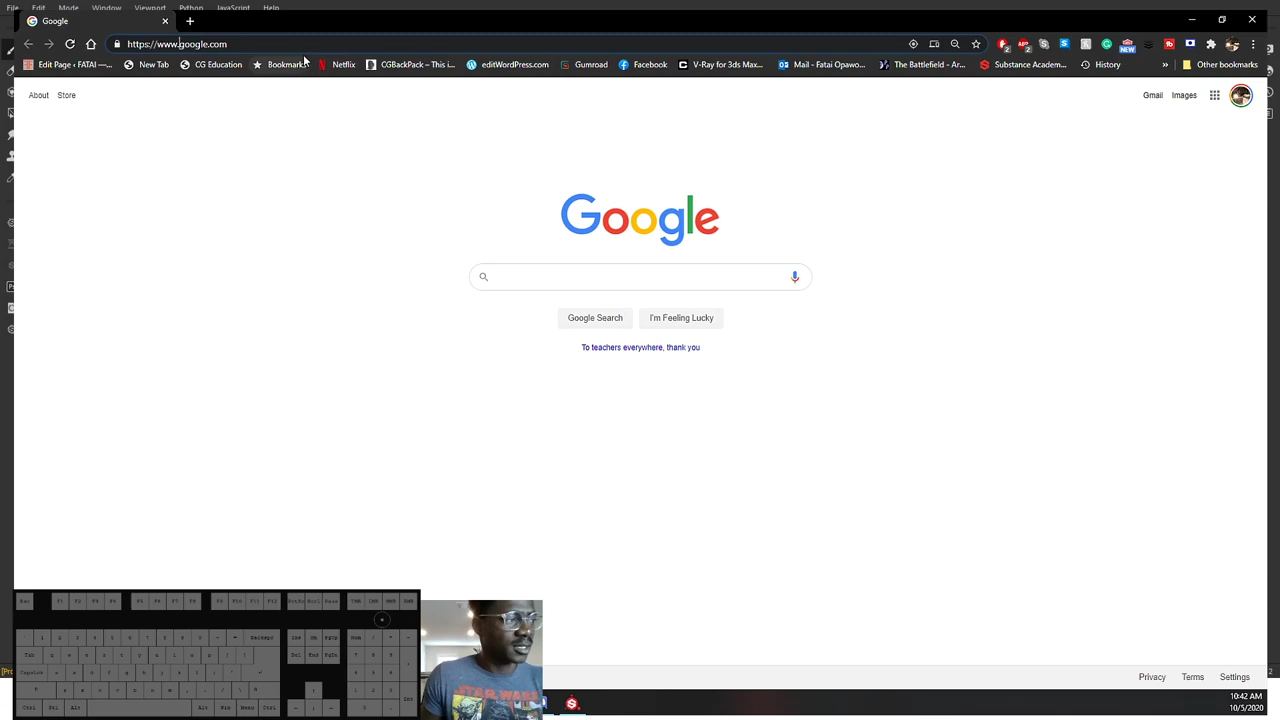 File Edit Mode Window Viewport Python JavaScript Help
Google
https://www.google.com
Edit Page ‹ FATAI —...
New Tab
CG Education
Bookmarks
Netflix
CGBackPack – This i...
editWordPress.com
Gumroad
Facebook
V-Ray for 3ds Max...
Mail - Fatai Opawo...
The Battlefield - Ar...
Substance Academ...
History
»
Other bookmarks
About Store
Gmail Images
Google
Google Search I'm Feeling Lucky
To teachers everywhere, thank you
STAR WARS
Privacy Terms Settings
10:42 AM
10/5/2020